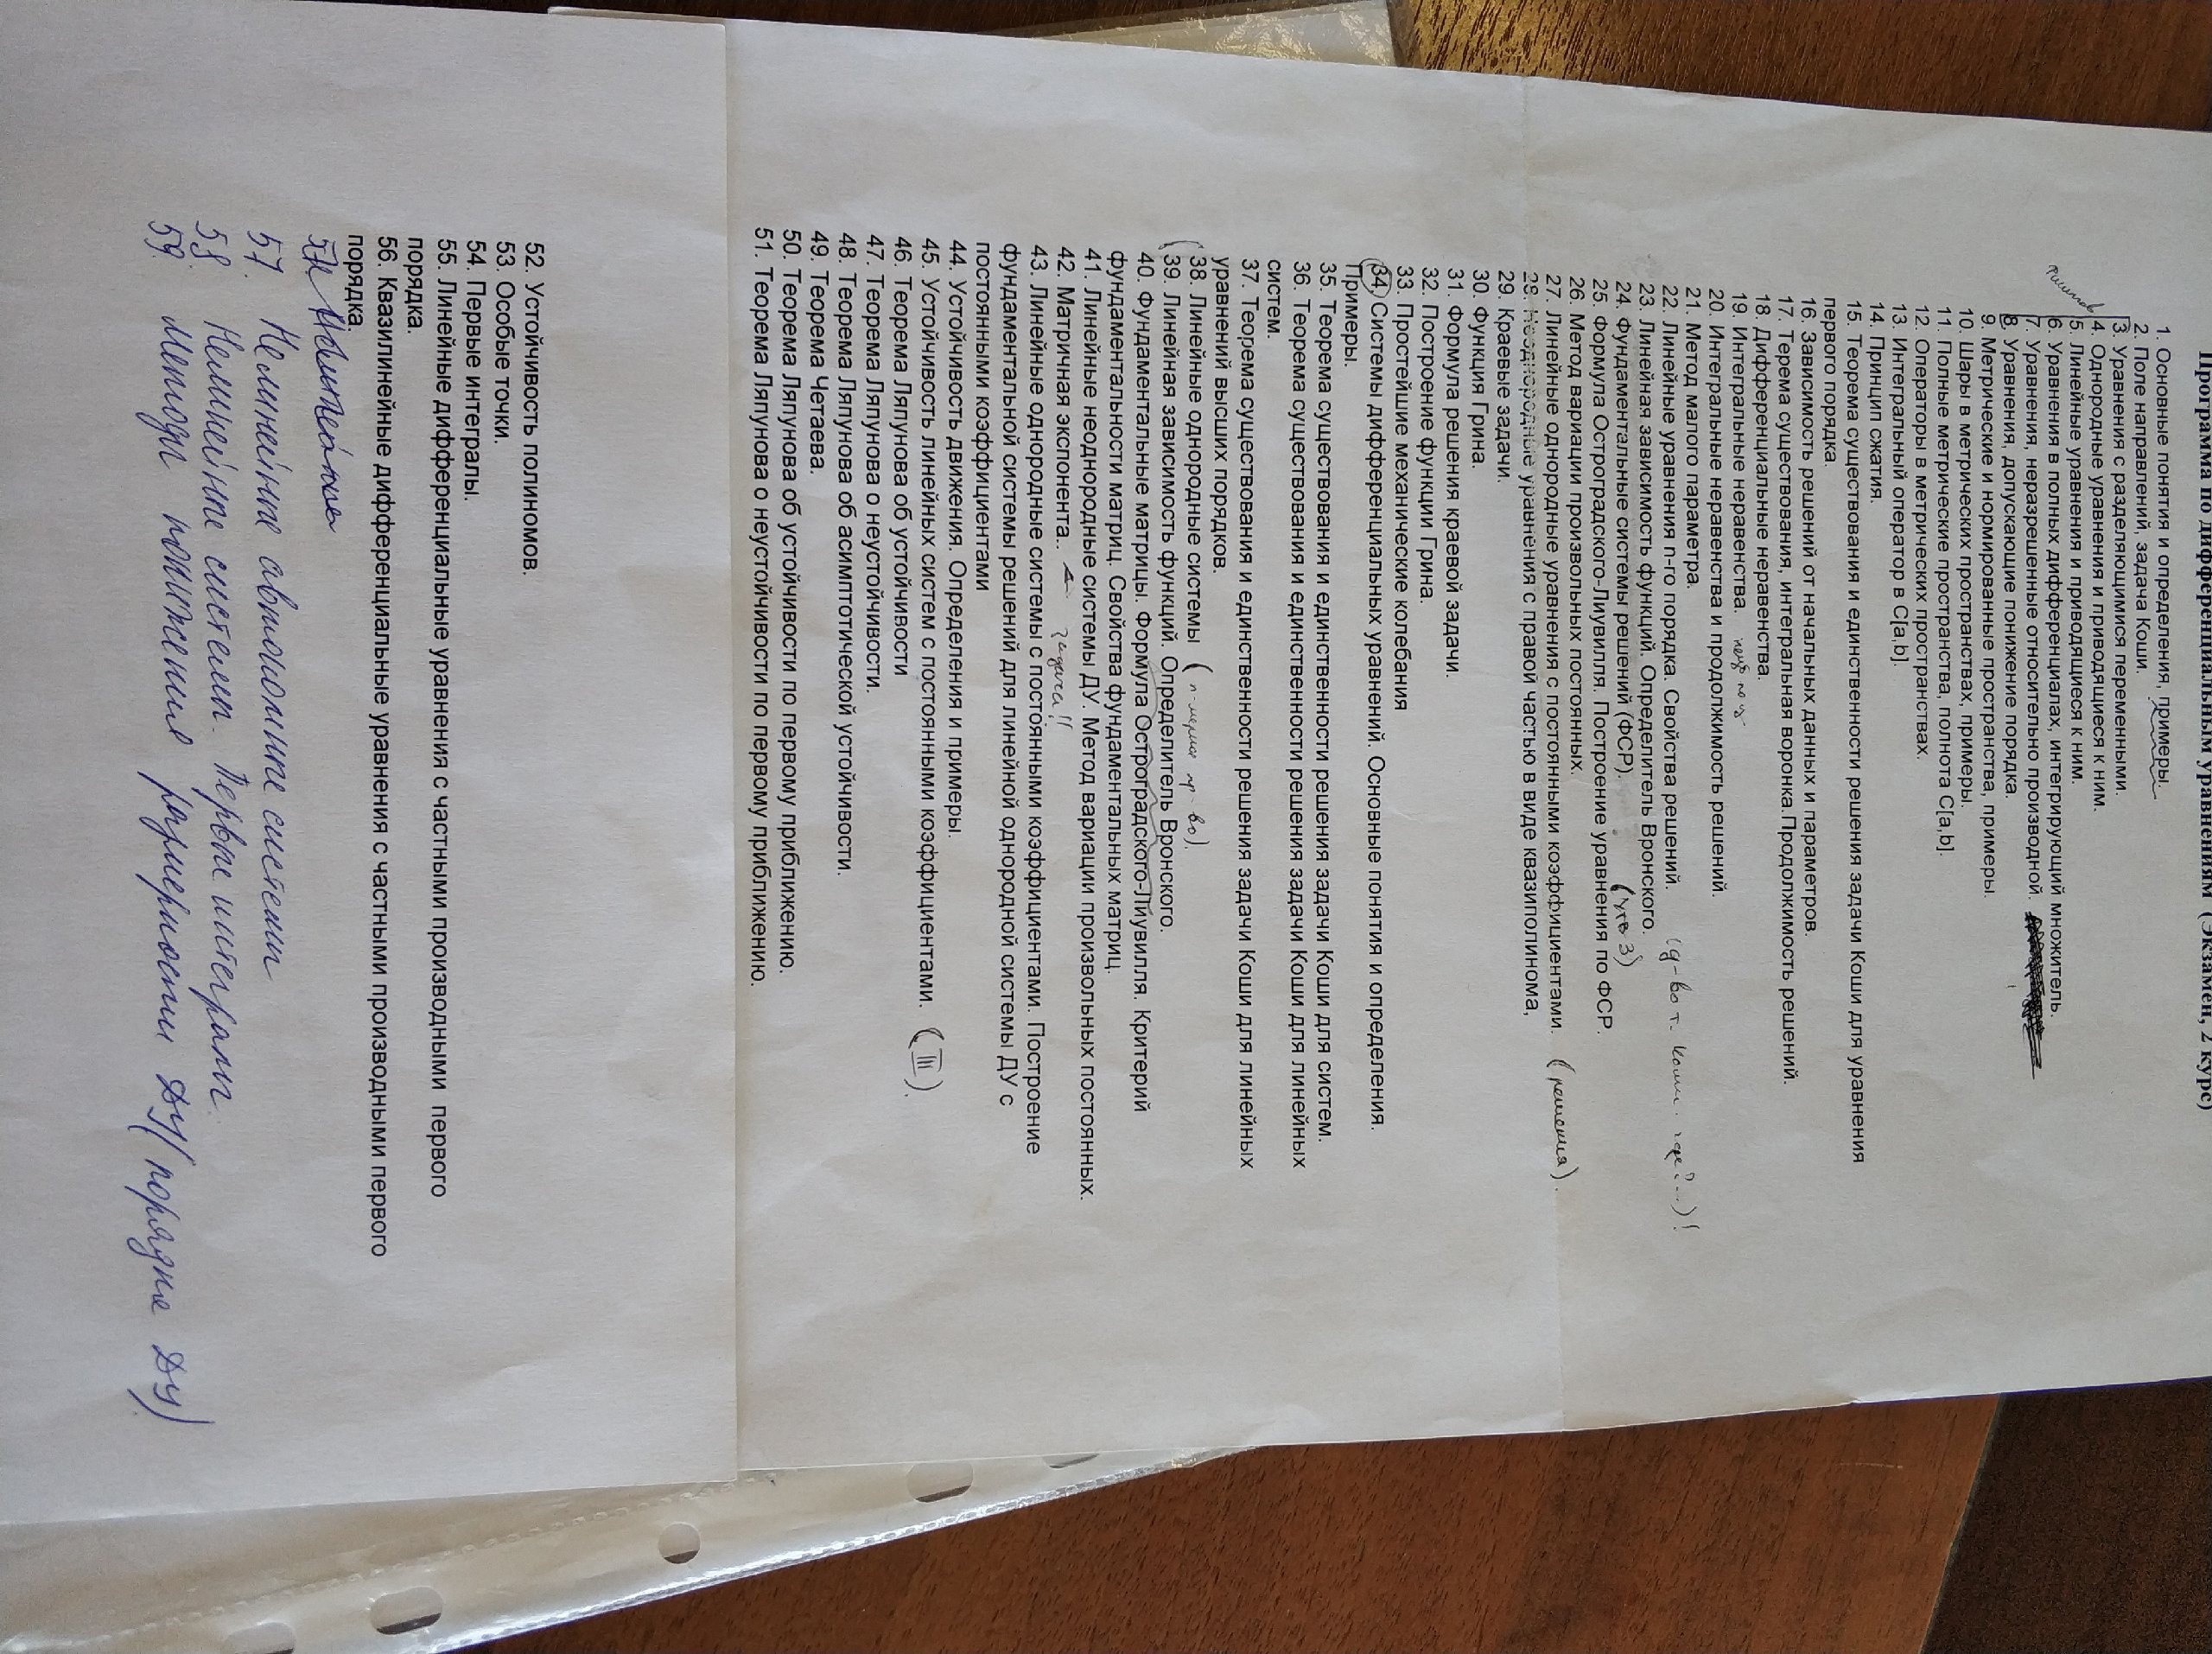 Программа по дифференциальным уравнениям (Экзамен, 2 курс)
1. Основные понятия и определения, примеры.
2. Поле направлений, задача Коши.
3. Уравнения с разделяющимися переменными.
4. Однородные уравнения и приводящиеся к ним.
5. Линейные уравнения и приводящиеся к ним.
6. Уравнения в полных дифференциалах, интегрирующий множитель.
7. Уравнения, неразрешенные относительно производной.
8. Уравнения, допускающие понижение порядка.
9. Метрические и нормированные пространства, примеры.
10. Шары в метрических пространствах, примеры.
11. Полные метрические пространства, полнота C[a,b].
12. Операторы в метрических пространствах.
13. Интегральный оператор в C[a,b].
14. Принцип сжатия.
15. Теорема существования и единственности решения задачи Коши для уравнения
первого порядка.
16. Зависимость решений от начальных данных и параметров.
17. Терема существования, интегральная воронка.Продолжимость решений.
18. Дифференциальные неравенства.
19. Интегральные неравенства.
20. Интегральные неравенства и продолжимость решений.
21. Метод малого параметра.
22. Линейные уравнения n-го порядка. Свойства решений. (д-во т. Коши. где?...)!
23. Линейная зависимость функций. Определитель Вронского.
24. Фундаментальные системы решений (ФСР). (утв 3)
25. Формула Остроградского-Лиувилля. Построение уравнения по ФСР.
26. Метод вариации произвольных постоянных.
27. Линейные однородные уравнения с постоянными коэффициентами. (решения).
28. Неоднородные уравнения с правой частью в виде квазиполинома,
29. Краевые задачи.
30. Функция Грина.
31. Формула решения краевой задачи.
32. Построение функции Грина.
33. Простейшие механические колебания
34. Системы дифференциальных уравнений. Основные понятия и определения.
Примеры.
35. Теорема существования и единственности решения задачи Коши для систем.
36. Теорема существования и единственности решения задачи Коши для линейных
систем.
37. Теорема существования и единственности решения задачи Коши для линейных
уравнений высших порядков.
38. Линейные однородные системы (n-мерное пр-во).
39. Линейная зависимость функций. Определитель Вронского.
40. Фундаментальные матрицы. Формула Остроградского-Лиувилля. Критерий
фундаментальности матриц. Свойства фундаментальных матриц.
41. Линейные неоднородные системы ДУ. Метод вариации произвольных постоянных.
42. Матричная экспонента.. ← задача!!
43. Линейные однородные системы с постоянными коэффициентами. Построение
фундаментальной системы решений для линейной однородной системы ДУ с
постоянными коэффициентами
44. Устойчивость движения. Определения и примеры.
45. Устойчивость линейных систем с постоянными коэффициентами. (III).
46. Теорема Ляпунова об устойчивости
47. Теорема Ляпунова о неустойчивости.
48. Теорема Ляпунова об асимптотической устойчивости.
49. Теорема Четаева.
50. Теорема Ляпунова об устойчивости по первому приближению.
51. Теорема Ляпунова о неустойчивости по первому приближению.
52. Устойчивость полиномов.
53. Особые точки.
54. Первые интегралы.
55. Линейные дифференциальные уравнения с частными производными первого
порядка.
56. Квазилинейные дифференциальные уравнения с частными производными первого
порядка.
57. Нелинейные автономные системы
58. Нелинейные системы. Первые интегралы.
59. Методы понижения размерности ДУ (порядка ДУ).